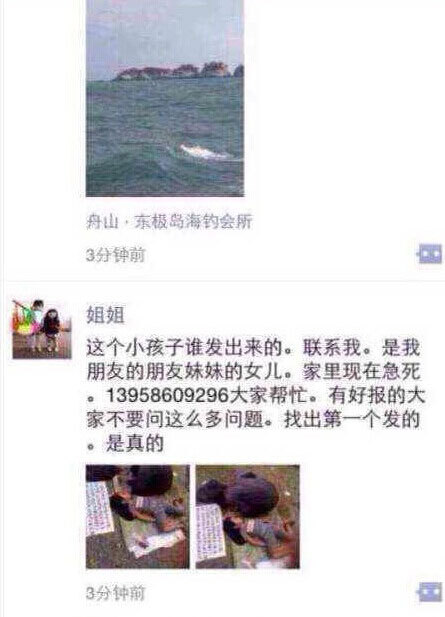 舟山·东极岛海钓会所
3分钟前
姐姐
这个小孩子谁发出来的。联系我。是我
朋友的朋友妹妹的女儿。家里现在急死
。13958609296大家帮忙。有好报的大
家不要问这么多问题。找出第一个发的
。是真的
3分钟前